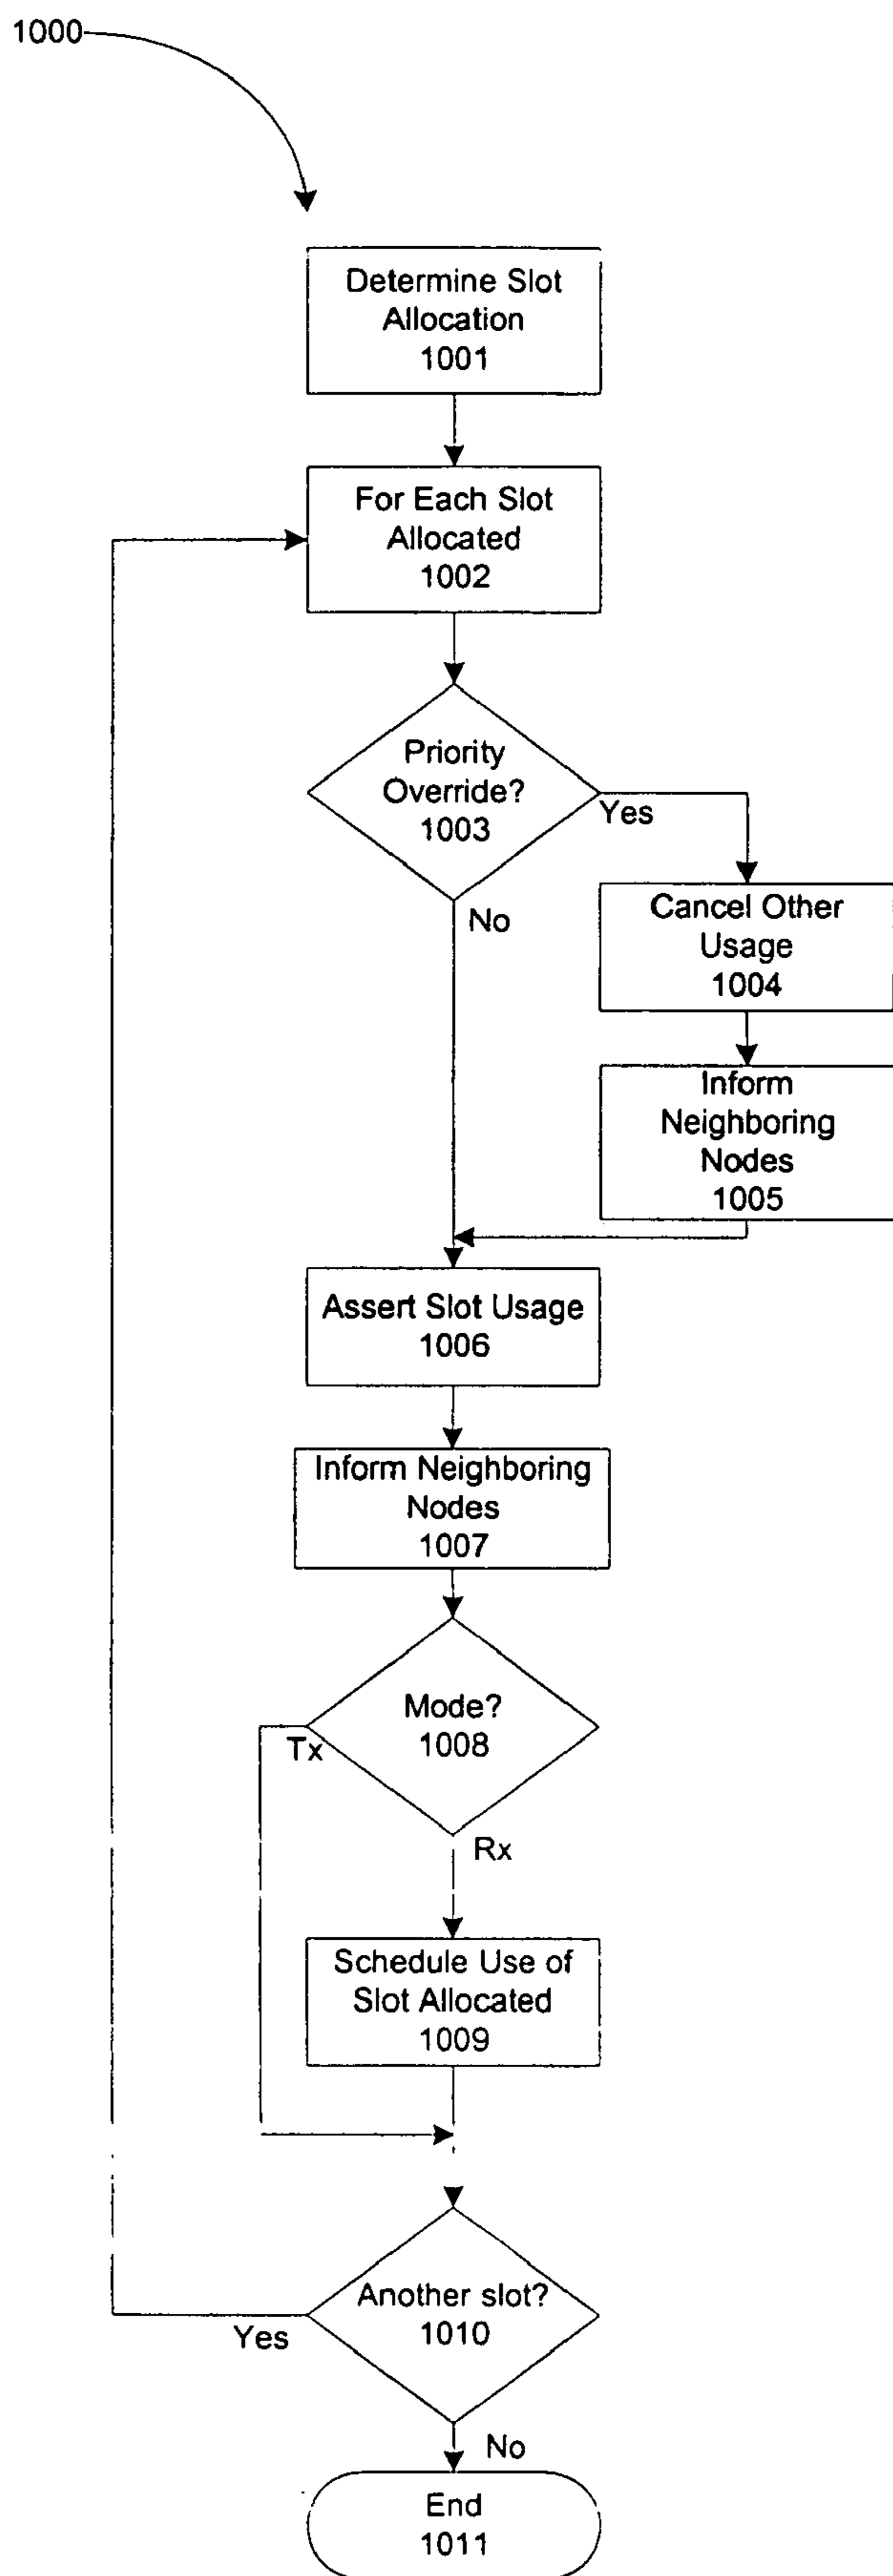 1000
Determine Slot
Allocation
1001
For Each Slot
Allocated
1002
Priority
Override?
1003
Yes
No
Cancel Other
Usage
1004
Inform
Neighboring
Nodes
1005
Assert Slot Usage
1006
Inform Neighboring
Nodes
1007
Mode?
1008
Tx
Rx
Schedule Use of
Slot Allocated
1009
Another slot?
1010
Yes
No
End
1011